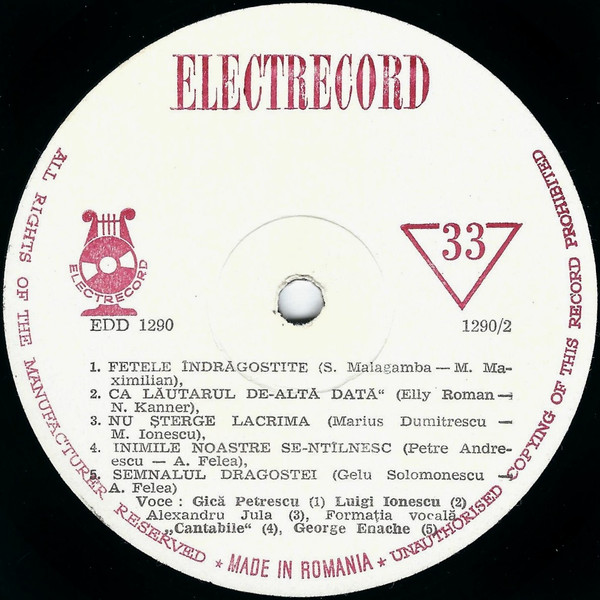 ELECTRECORD
ELECTRECORD
33
EDD 1290
1290/2
1. FETELE ÎNDRĂGOSTITE (S. Malagamba — M. Ma-
ximilian),
2. CA LĂUTARUL DE-ALTĂ DATĂ“ (Elly Roman —
N. Kanner),
3. NU ȘTERGE LACRIMA (Marius Dumitrescu —
M. Ionescu),
4. INIMILE NOASTRE SE-NTÎLNESC (Petre Andre-
escu — A. Felea),
5. SEMNALUL DRAGOSTEI (Gelu Solomonescu —
A. Felea)
Voce : Gică Petrescu (1) Luigi Ionescu (2)
Alexandru Jula (3), Formația vocală
„Cantabile“ (4), George Enache (5)
ALL RIGHTS OF THE MANUFACTURER RESERVED ★ MADE IN ROMANIA ★ UNAUTHORISED COPYING OF THIS RECORD PROHIBITED